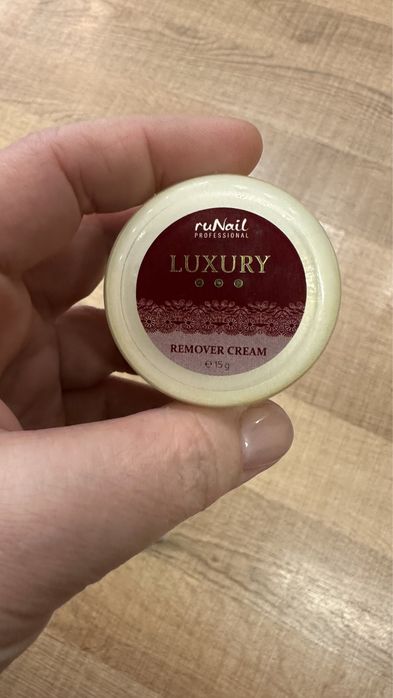 ruNail
PROFESSIONAL
LUXURY
REMOVER CREAM
℮ 15 g